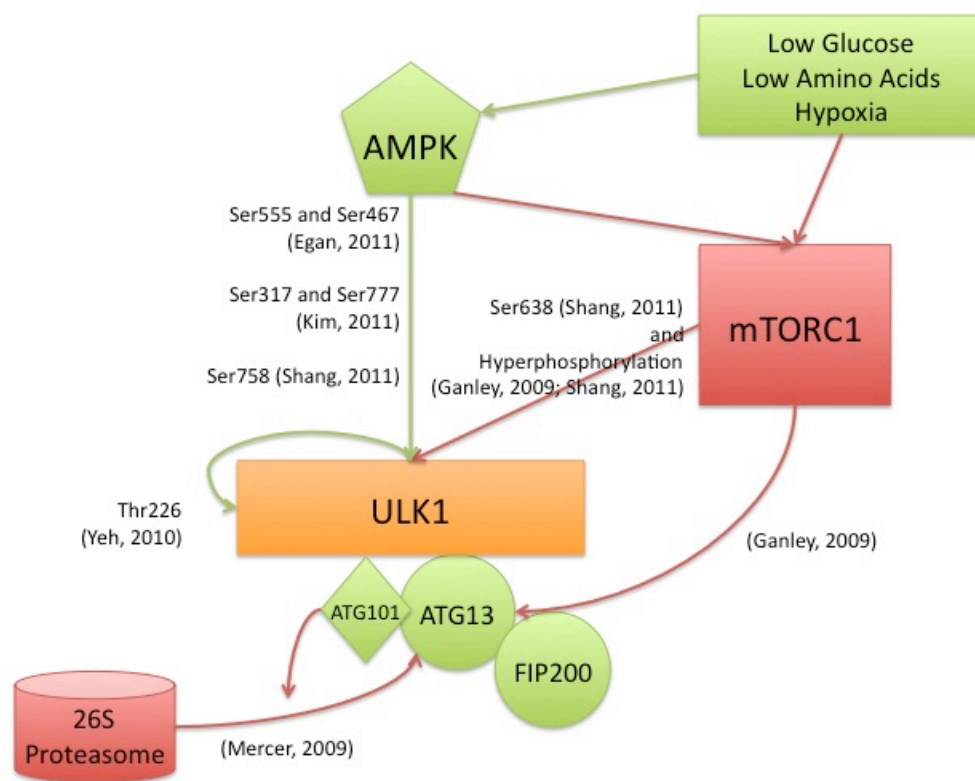 Low Glucose
Low Amino Acids
Hypoxia
AMPK
Ser555 and Ser467
(Egan, 2011)
Ser317 and Ser777
(Kim, 2011)
Ser758 (Shang, 2011)
Ser638 (Shang, 2011)
and
Hyperphosphorylation
(Ganley, 2009; Shang, 2011)
mTORC1
ULK1
Thr226
(Yeh, 2010)
(Ganley, 2009)
ATG101
ATG13
FIP200
26S
Proteasome
(Mercer, 2009)